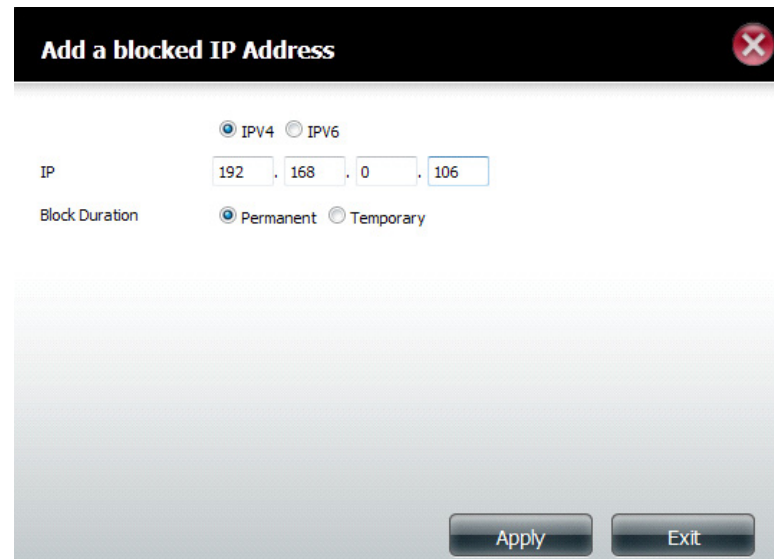 Add a blocked IP Address
IPV4 IPV6
IP 192 . 168 . 0 . 106
Block Duration Permanent Temporary
Apply Exit